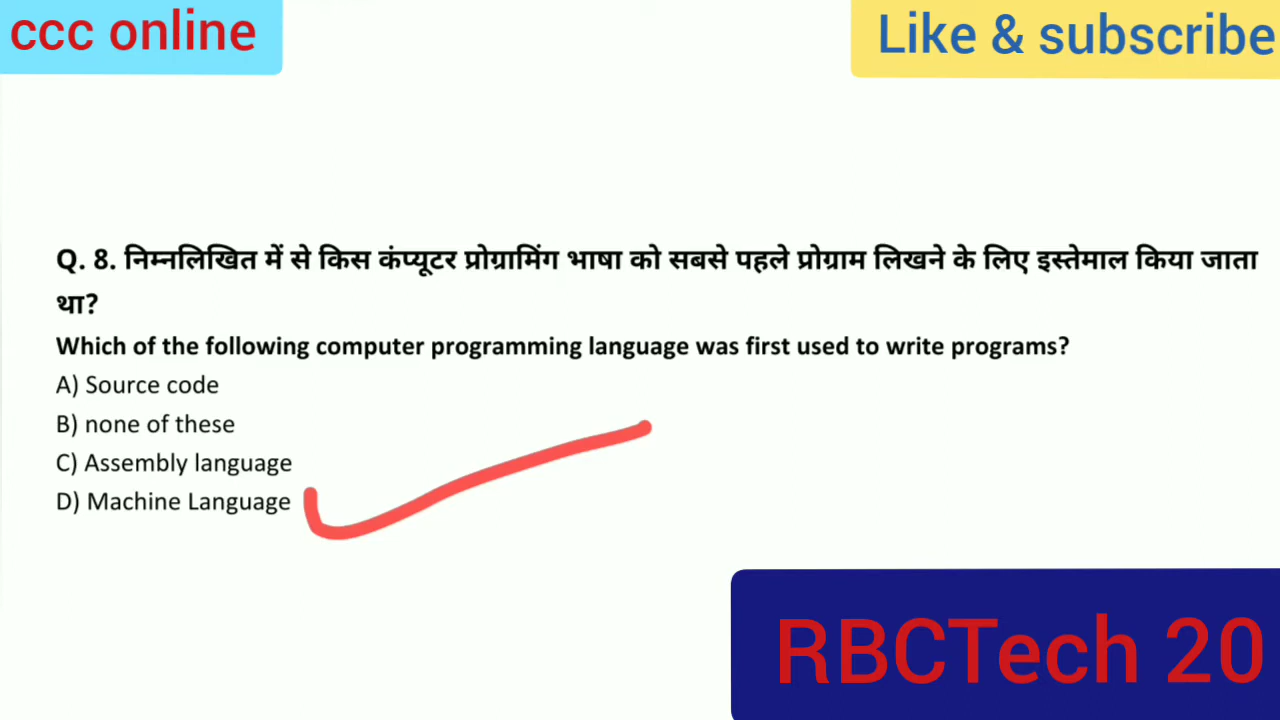 ccc online
Like & subscribe
Q. 8. निम्नलिखित में से किस कंप्यूटर प्रोग्रामिंग भाषा को सबसे पहले प्रोग्राम लिखने के लिए इस्तेमाल किया जाता
था?
Which of the following computer programming language was first used to write programs?
A) Source code
B) none of these
C) Assembly language
D) Machine Language
RBCTech 20